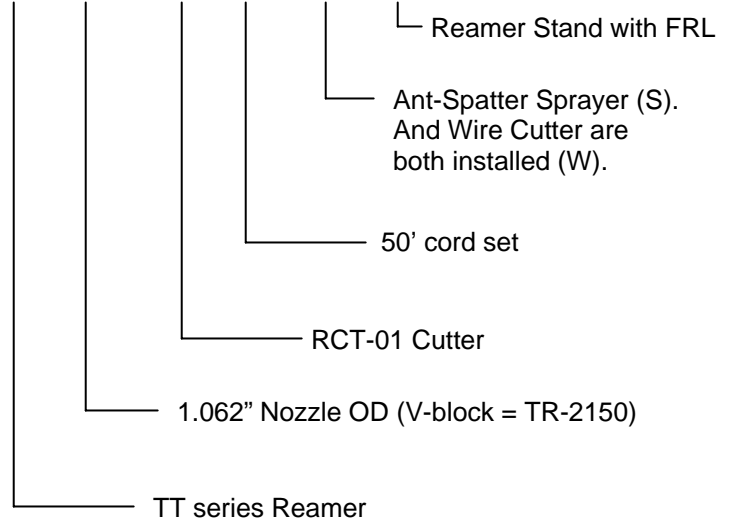 Reamer Stand with FRL
Ant-Spatter Sprayer (S).
And Wire Cutter are
both installed (W).
50’ cord set
RCT-01 Cutter
1.062” Nozzle OD (V-block = TR-2150)
TT series Reamer